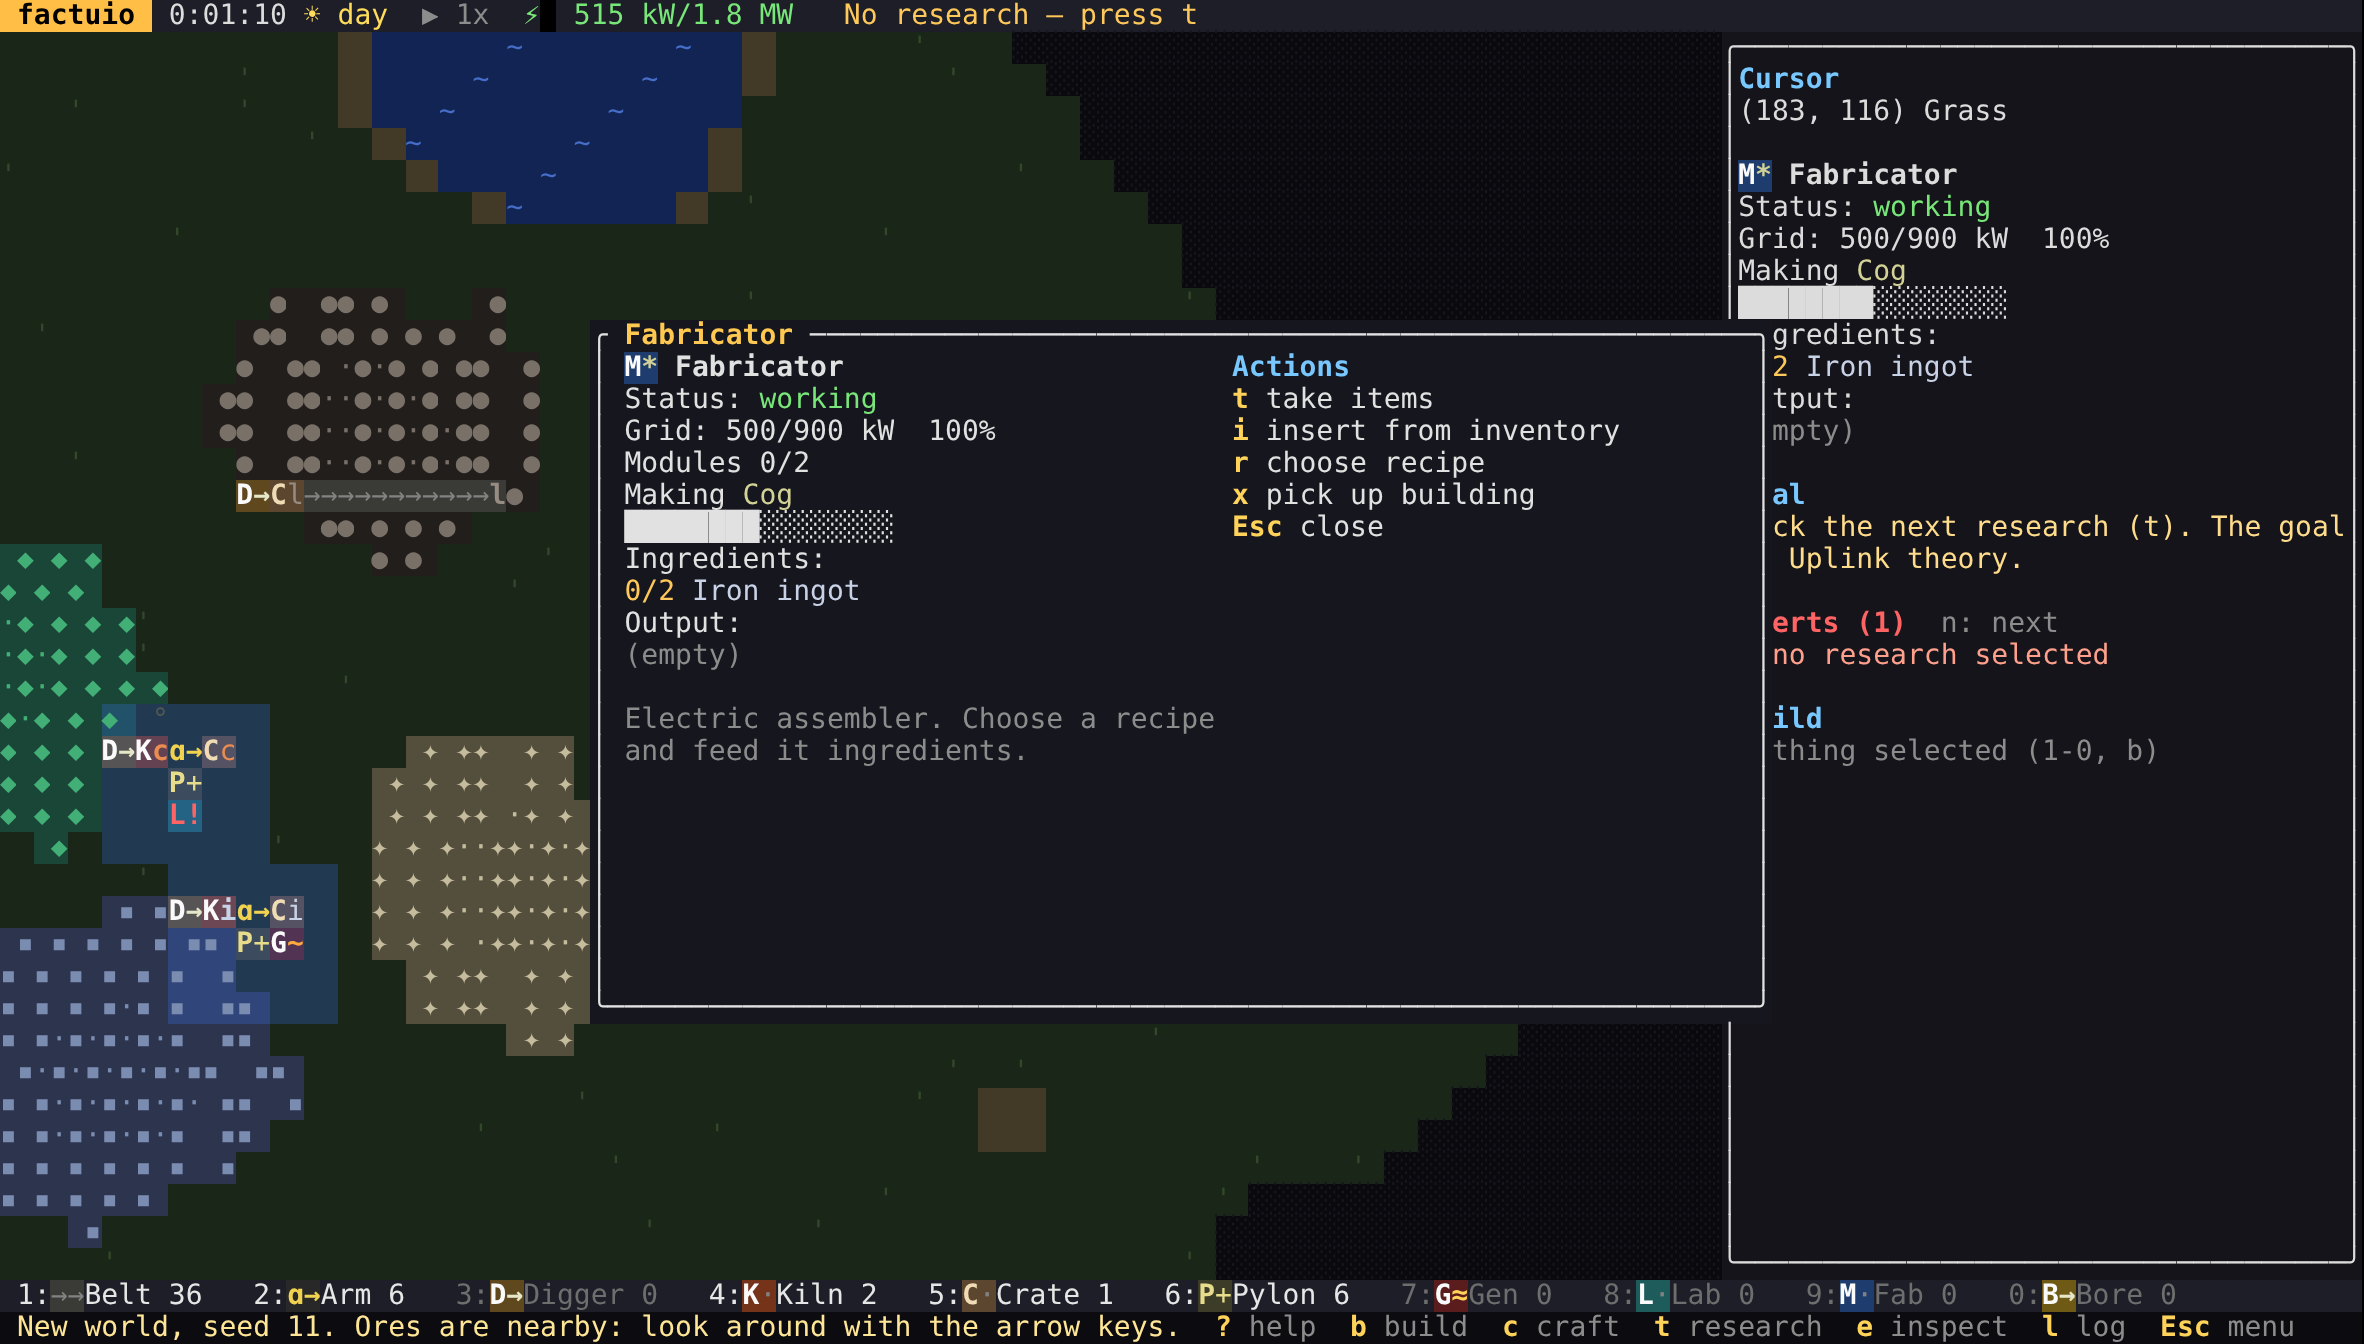 factuio 0:01:10 ☀ day ▶ 1x ⚡ 515 kW/1.8 MW No research — press t
Cursor
(183, 116) Grass
M* Fabricator
Status: working
Grid: 500/900 kW 100%
Making Cog
gredients:
2 Iron ingot
tput:
mpty)
al
ck the next research (t). The goal
Uplink theory.
erts (1) n: next
no research selected
ild
thing selected (1-0, b)
Fabricator
M* Fabricator
Status: working
Grid: 500/900 kW 100%
Modules 0/2
Making Cog
Ingredients:
0/2 Iron ingot
Output:
(empty)
Electric assembler. Choose a recipe
and feed it ingredients.
Actions
t take items
i insert from inventory
r choose recipe
x pick up building
Esc close
D→Cl→→→→→→→→→→→l
D→Kcɑ→Cc
P+
L!
D→Kiɑ→Ci
P+G~
1:→→Belt 36 2:ɑ→Arm 6 3:D→Digger 0 4:K·Kiln 2 5:C·Crate 1 6:P+Pylon 6 7:G≈Gen 0 8:L·Lab 0 9:M·Fab 0 0:B→Bore 0
New world, seed 11. Ores are nearby: look around with the arrow keys. ? help b build c craft t research e inspect l log Esc menu